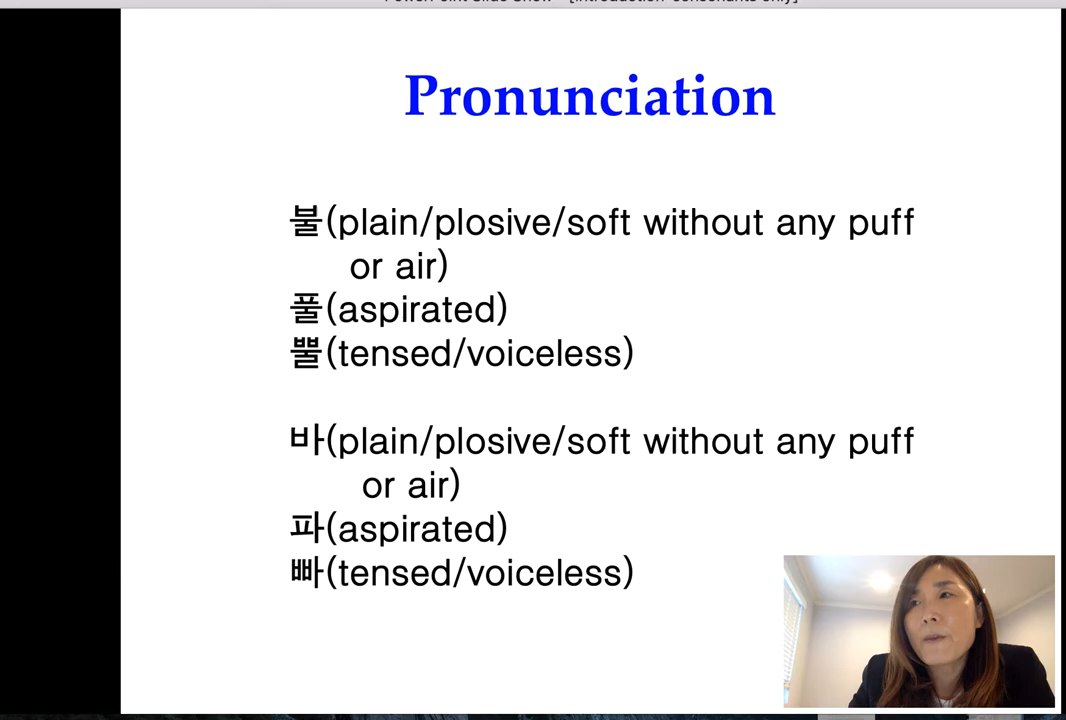 Pronunciation
불(plain/plosive/soft without any puff
or air)
풀(aspirated)
뿔(tensed/voiceless)
바(plain/plosive/soft without any puff
or air)
파(aspirated)
빠(tensed/voiceless)